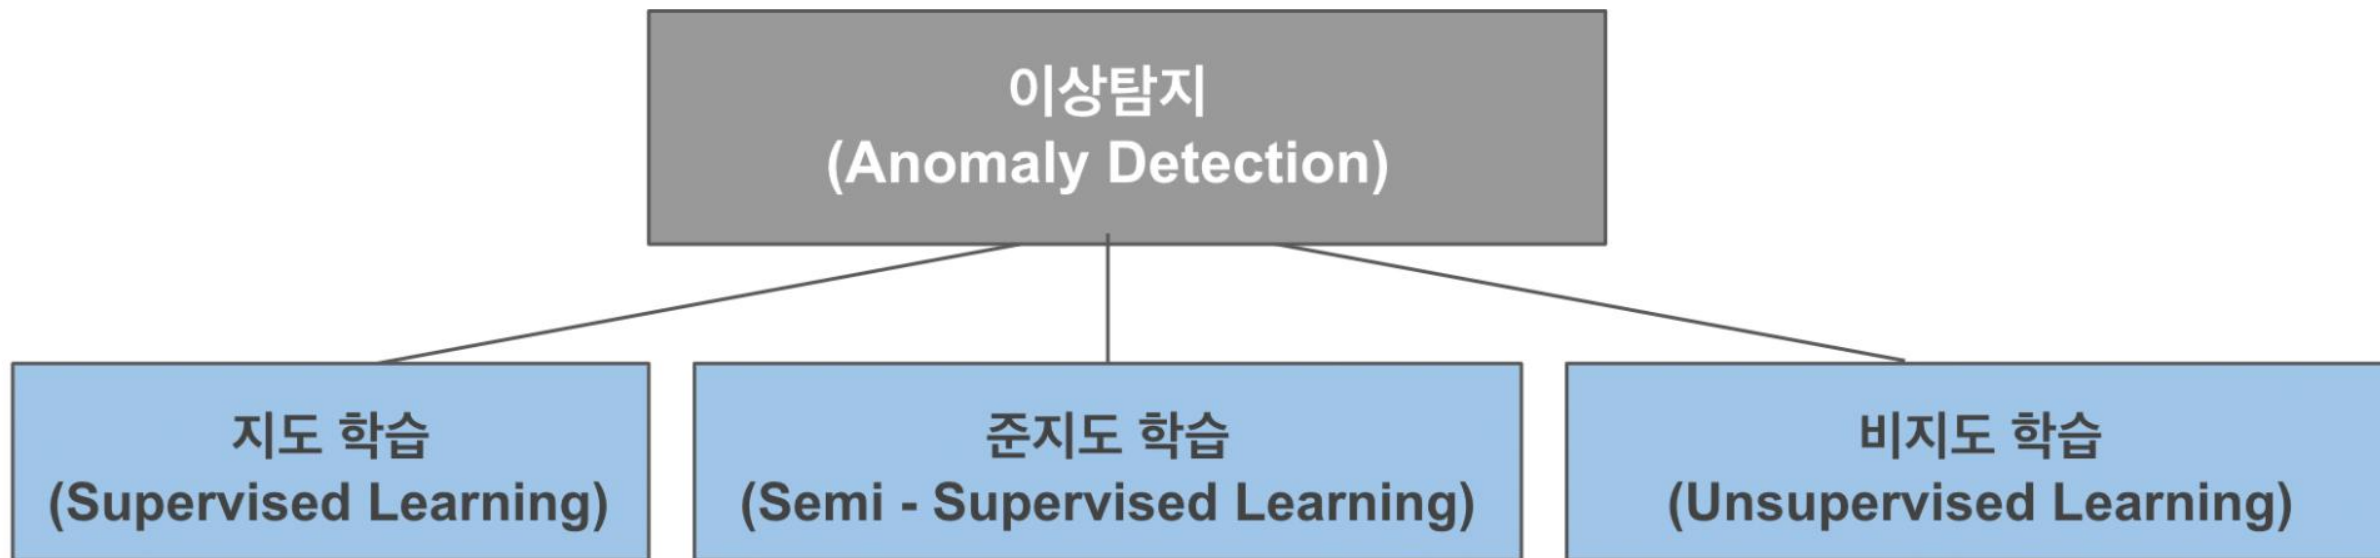 이상탐지
(Anomaly Detection)
지도 학습
(Supervised Learning)
준지도 학습
(Semi - Supervised Learning)
비지도 학습
(Unsupervised Learning)